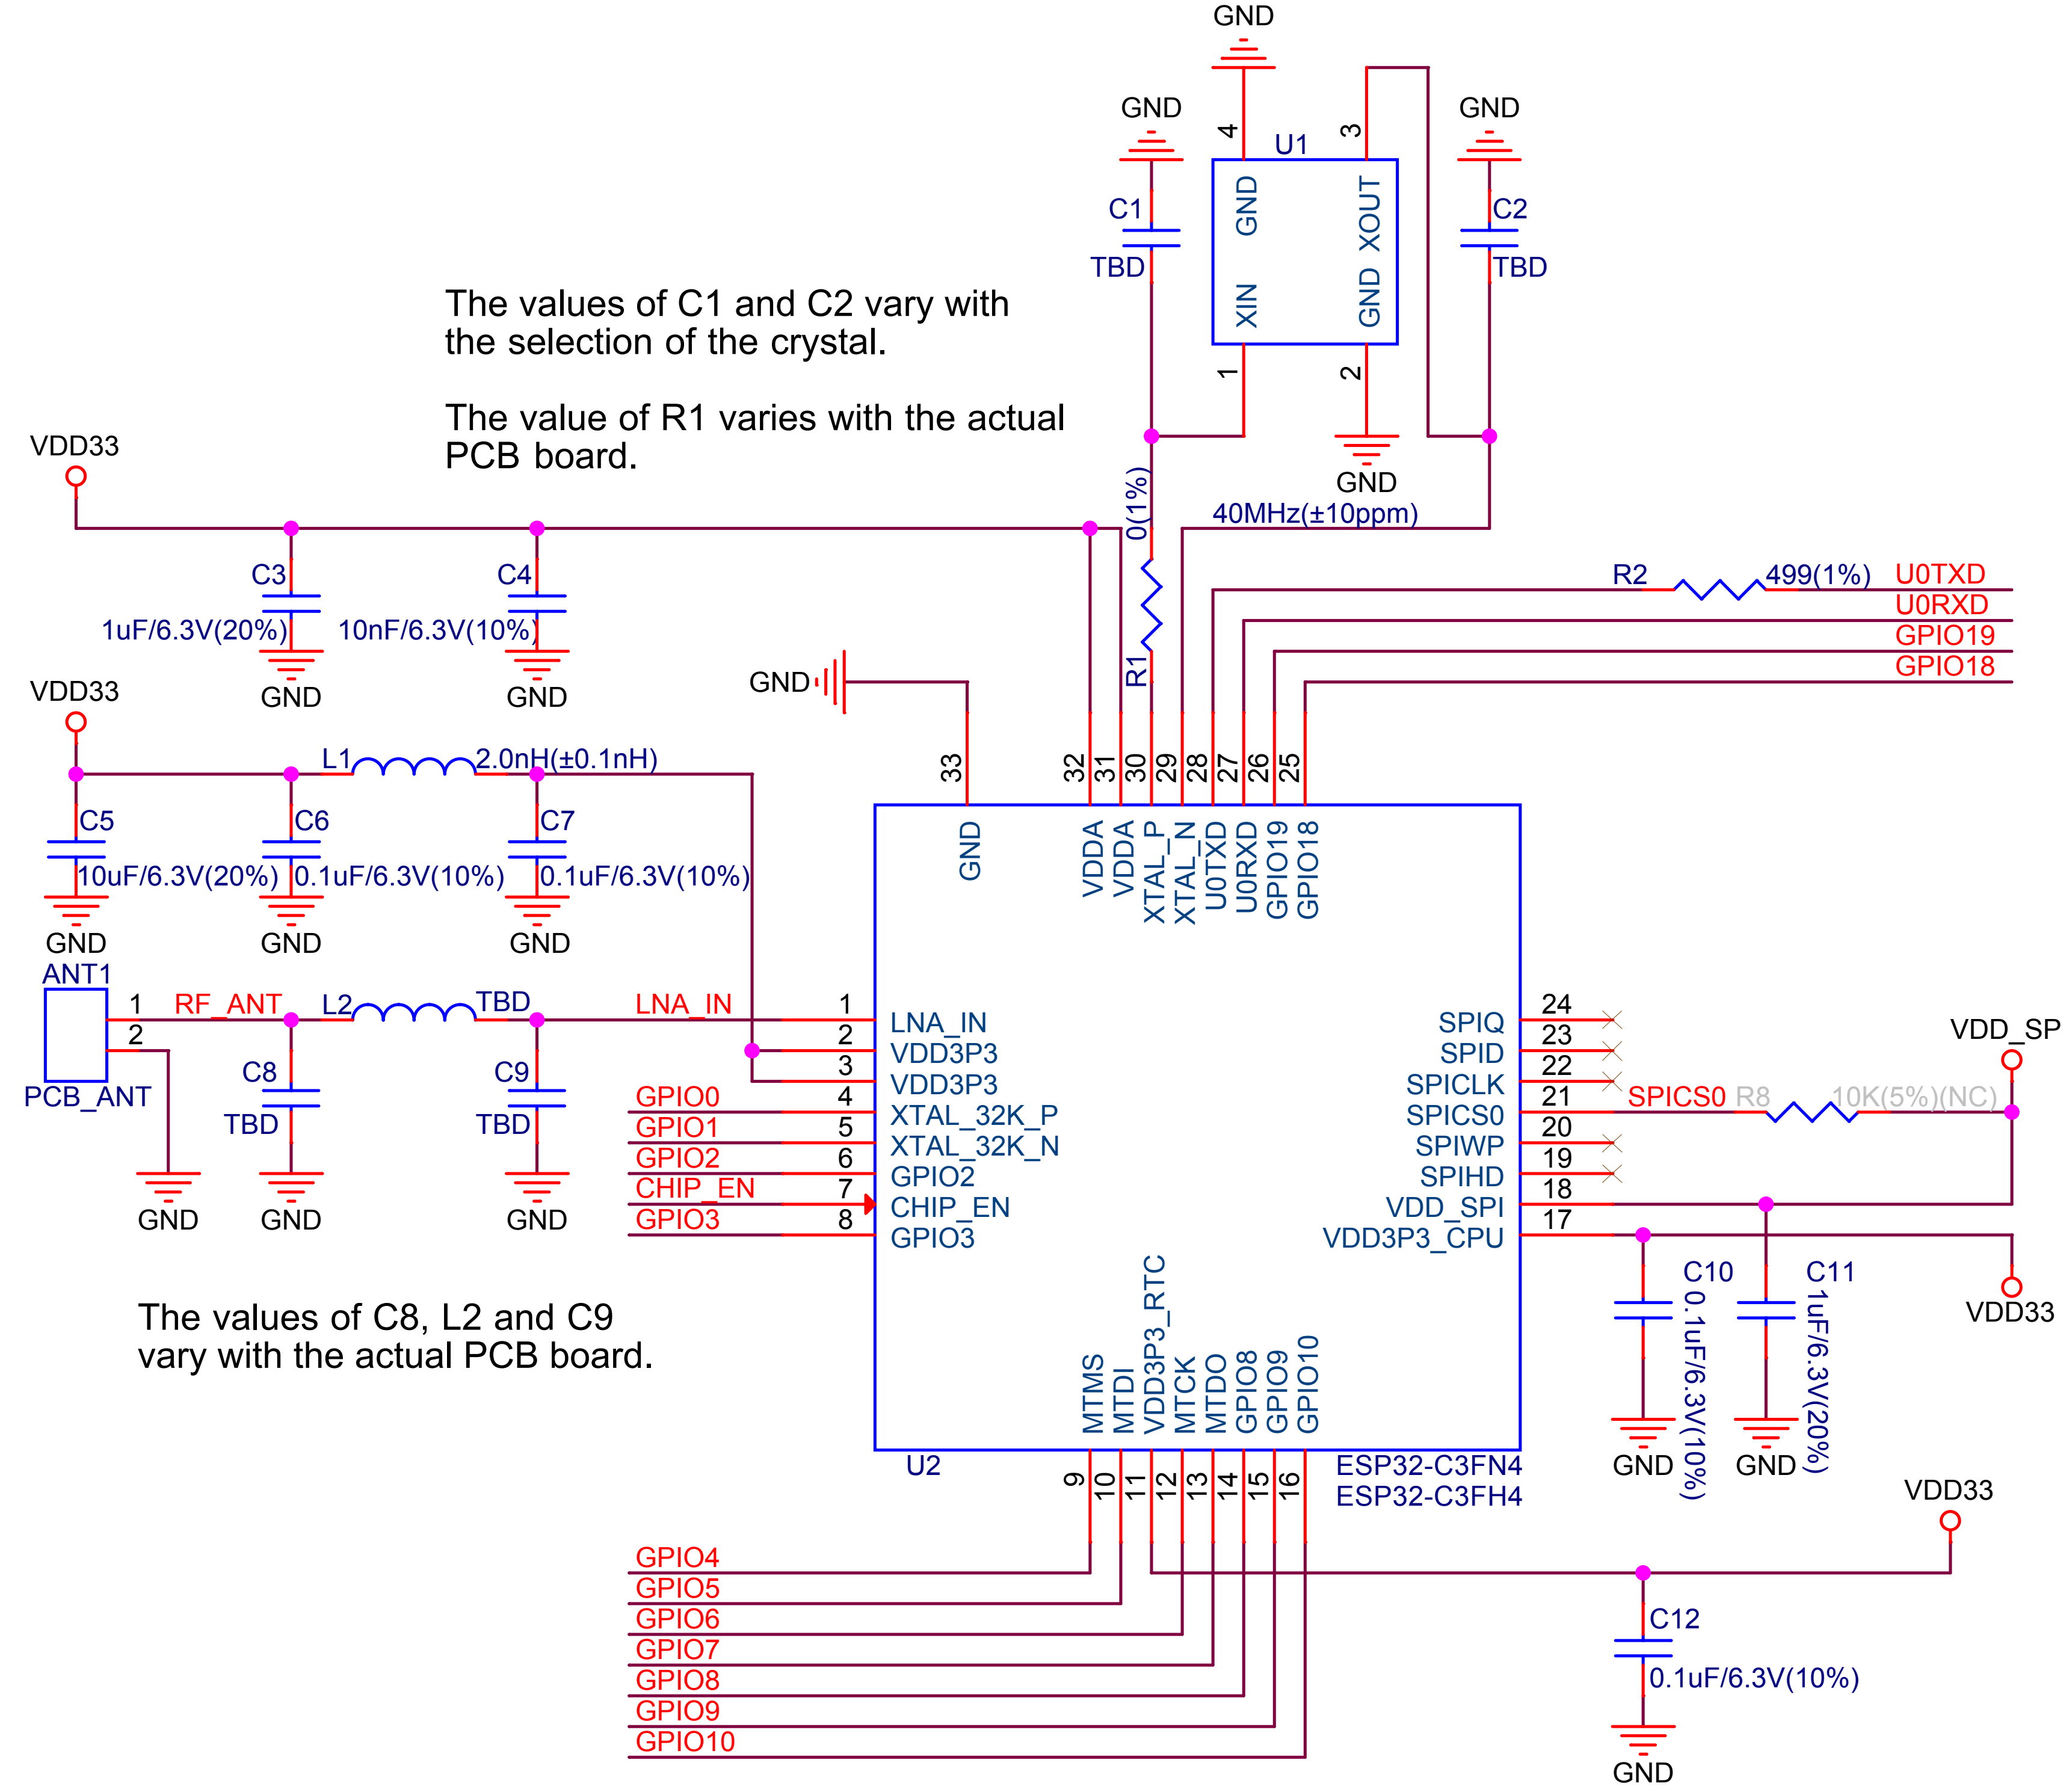 GND
GND
4
3
GND
U1
C1
GND
XOUT
C2
TBD
TBD
XIN
GND
The values of C1 and C2 vary with
the selection of the crystal.
1
2
The value of R1 varies with the actual
PCB board.
VDD33
GND
0(1%)
40MHz(±10ppm)
C3
C4
R2
499(1%)
U0TXD
U0RXD
1uF/6.3V(20%)
10nF/6.3V(10%)
GPIO19
GPIO18
R1
GND
VDD33
GND
GND
L1
2.0nH(±0.1nH)
33
32
31
30
29
28
27
26
25
C5
C6
C7
GND
VDDA
VDDA
XTAL_P
XTAL_N
U0TXD
U0RXD
GPIO19
GPIO18
10uF/6.3V(20%)
0.1uF/6.3V(10%)
0.1uF/6.3V(10%)
GND
GND
GND
ANT1
1
RF_ANT
L2
TBD
LNA_IN
1
LNA_IN
SPIQ
24
2
2
VDD3P3
SPID
23
VDD_SP
C8
C9
3
VDD3P3
SPICLK
22
PCB_ANT
TBD
TBD
GPIO0
4
XTAL_32K_P
SPICS0
21
SPICS0
R8
10K(5%)(NC)
GPIO1
5
XTAL_32K_N
SPIWP
20
GPIO2
6
GPIO2
SPIHD
19
CHIP_EN
7
CHIP_EN
VDD_SPI
18
GND
GND
GND
GPIO3
8
GPIO3
VDD3P3_CPU
17
C10
0.1uF/6.3V(10%)
C11
1uF/6.3V(20%)
VDD33
The values of C8, L2 and C9
vary with the actual PCB board.
MTMS
MTDI
VDD3P3_RTC
MTCK
MTDO
GPIO8
GPIO9
GPIO10
GND
GND
U2
ESP32-C3FN4
ESP32-C3FH4
9
10
11
12
13
14
15
16
VDD33
GPIO4
GPIO5
GPIO6
GPIO7
GPIO8
GPIO9
GPIO10
C12
0.1uF/6.3V(10%)
GND